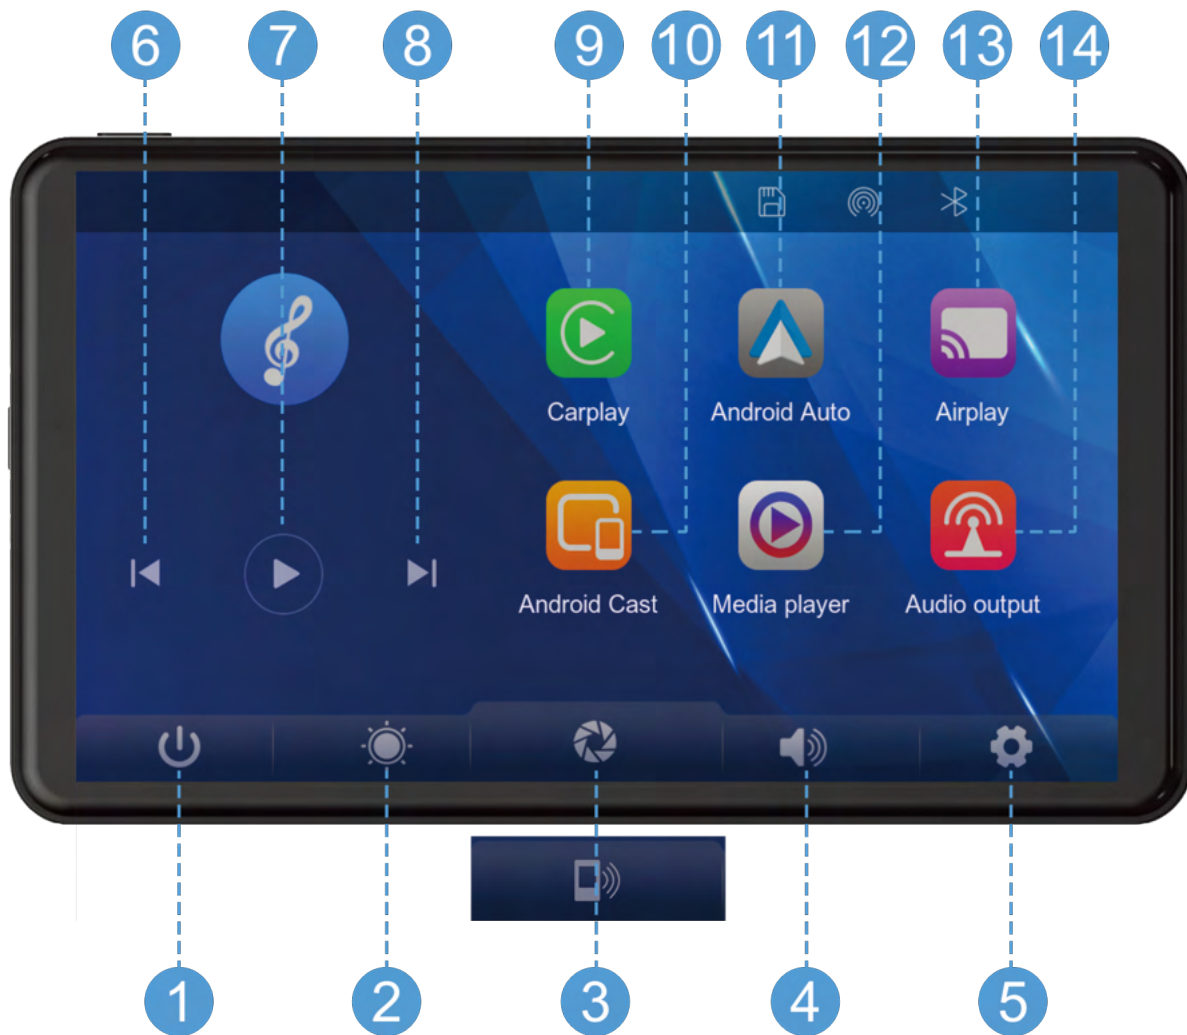 6 7 8 9 10 11 12 13 14
Carplay Android Auto Airplay
Android Cast Media player Audio output
1 2 3 4 5